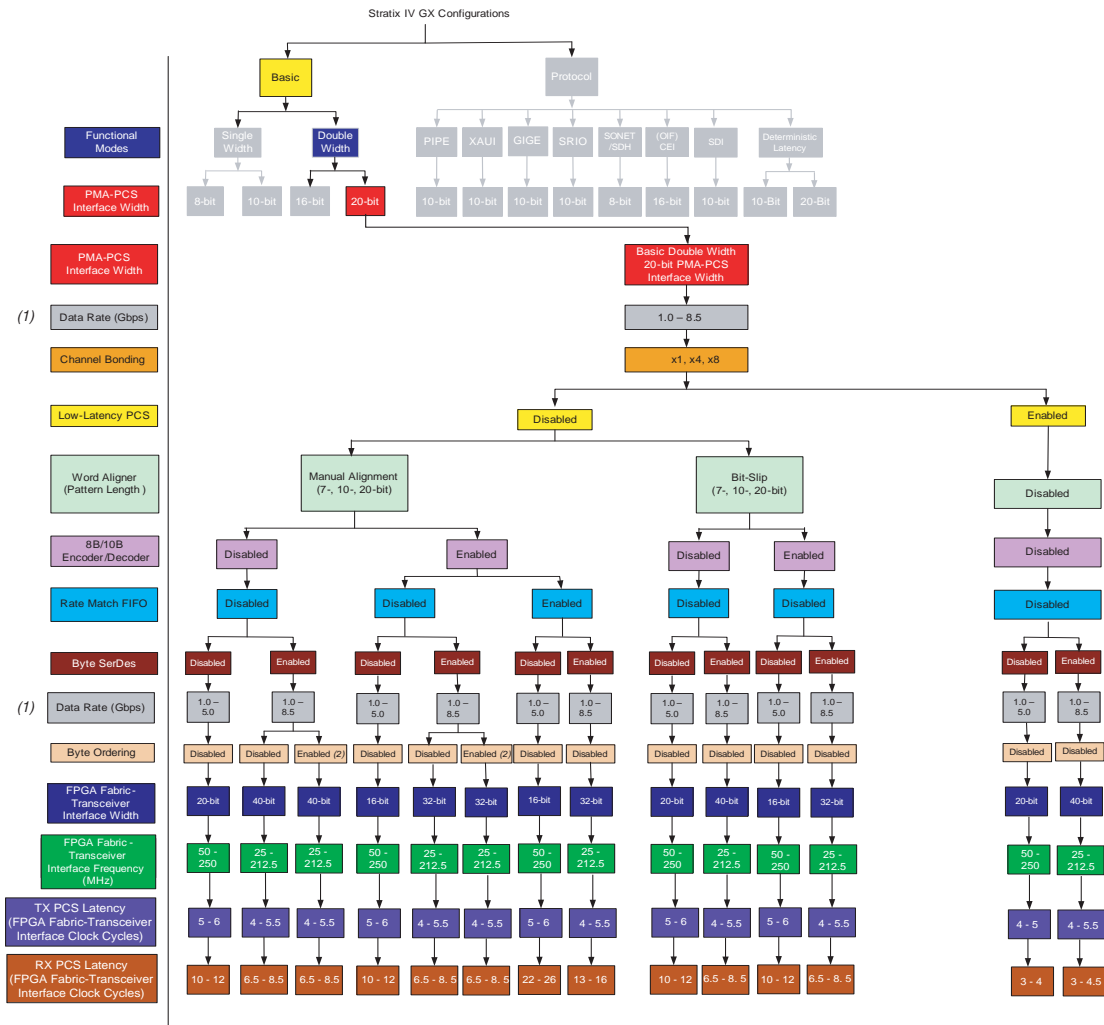 Stratix IV GX Configurations
Basic
Protocol
Functional
Modes
Single
Width
Double
Width
PIPE
XAUI
GIGE
SRIO
SONET
/SDH
(OIF)
CEI
SDI
Deterministic
Latency
PMA-PCS
Interface Width
8-bit
10-bit
16-bit
20-bit
10-bit
10-bit
10-bit
10-bit
8-bit
16-bit
10-bit
10-Bit
20-Bit
PMA-PCS
Interface Width
Basic Double Width
20-bit PMA-PCS
Interface Width
(1)
Data Rate (Gbps)
1.0 – 8.5
Channel Bonding
x1, x4, x8
Low-Latency PCS
Disabled
Enabled
Word Aligner
(Pattern Length )
Manual Alignment
(7-, 10-, 20-bit)
Bit-Slip
(7-, 10-, 20-bit)
Disabled
8B/10B
Encoder/Decoder
Disabled
Enabled
Disabled
Enabled
Disabled
Rate Match FIFO
Disabled
Disabled
Enabled
Disabled
Disabled
Disabled
Byte SerDes
Disabled
Enabled
Disabled
Enabled
Disabled
Enabled
Disabled
Enabled
Disabled
Enabled
Disabled
Enabled
(1)
Data Rate (Gbps)
1.0 –
5.0
1.0 –
8.5
1.0 –
5.0
1.0 –
8.5
1.0 –
5.0
1.0 –
8.5
1.0 –
5.0
1.0 –
8.5
1.0 –
5.0
1.0 –
8.5
1.0 –
5.0
1.0 –
8.5
Byte Ordering
Disabled
Disabled
Enabled (2)
Disabled
Disabled
Enabled (2)
Disabled
Disabled
Disabled
Disabled
Disabled
Disabled
Disabled
Disabled
FPGA Fabric-
Transceiver
Interface Width
20-bit
40-bit
40-bit
16-bit
32-bit
32-bit
16-bit
32-bit
20-bit
40-bit
16-bit
32-bit
20-bit
40-bit
FPGA Fabric -
Transceiver
Interface Frequency
(MHz)
50 -
250
25 -
212.5
25 -
212.5
50 -
250
25 -
212.5
25 -
212.5
50 -
250
25 -
212.5
50 -
250
25 -
212.5
50 -
250
25 -
212.5
50 -
250
25 -
212.5
TX PCS Latency
(FPGA Fabric-Transceiver
Interface Clock Cycles)
5 - 6
4 - 5.5
4 - 5.5
5 - 6
4 - 5.5
4 - 5.5
5 - 6
4 - 5.5
5 - 6
4 - 5.5
5 - 6
4 - 5.5
4 - 5
4 - 5.5
RX PCS Latency
(FPGA Fabric-Transceiver
Interface Clock Cycles)
10 - 12
6.5 - 8.5
6.5 - 8.5
10 - 12
6.5 - 8. 5
6.5 - 8. 5
22 - 26
13 - 16
10 - 12
6.5 - 8. 5
10 - 12
6.5 - 8. 5
3 - 4
3 - 4.5